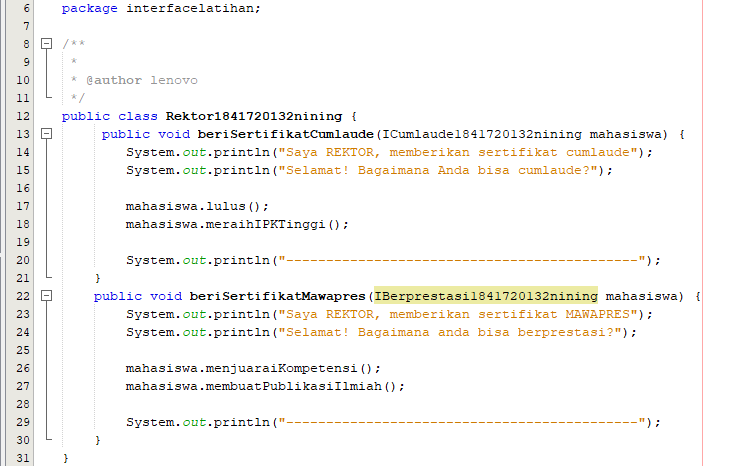 6 package interfacelatihan;
7
8 /**
9 *
10 * @author lenovo
11 */
12 public class Rektor1841720132nining {
13 public void beriSertifikatCumlaude(ICumlaude1841720132nining mahasiswa) {
14 System.out.println("Saya REKTOR, memberikan sertifikat cumlaude");
15 System.out.println("Selamat! Bagaimana Anda bisa cumlaude?");
16
17 mahasiswa.lulus();
18 mahasiswa.meraihIPKTinggi();
19
20 System.out.println("--------------------------------------------");
21 }
22 public void beriSertifikatMawapres(IBerprestasi1841720132nining mahasiswa) {
23 System.out.println("Saya REKTOR, memberikan sertifikat MAWAPRES");
24 System.out.println("Selamat! Bagaimana anda bisa berprestasi?");
25
26 mahasiswa.menjuaraiKompetensi();
27 mahasiswa.membuatPublikasiIlmiah();
28
29 System.out.println("--------------------------------------------");
30 }
31 }